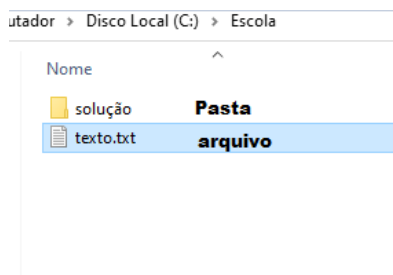 utador > Disco Local (C:) > Escola
Nome
solução Pasta
texto.txt arquivo